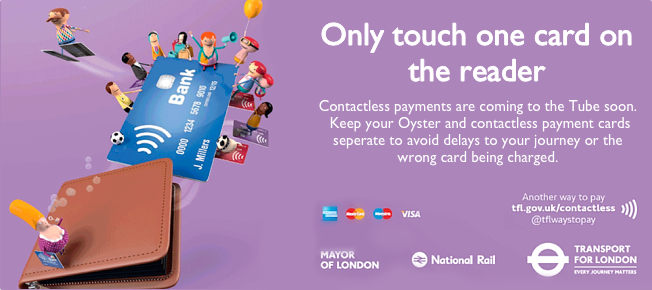 Only touch one card on
the reader
Contactless payments are coming to the Tube soon.
Keep your Oyster and contactless payment cards
seperate to avoid delays to your journey or the
wrong card being charged.
Bank
0000 1234 5678 9010
J. Millers
Another way to pay
tfl.gov.uk/contactless
@tflwaystopay
VISA
MAYOR
OF LONDON
National Rail
TRANSPORT
FOR LONDON
EVERY JOURNEY MATTERS